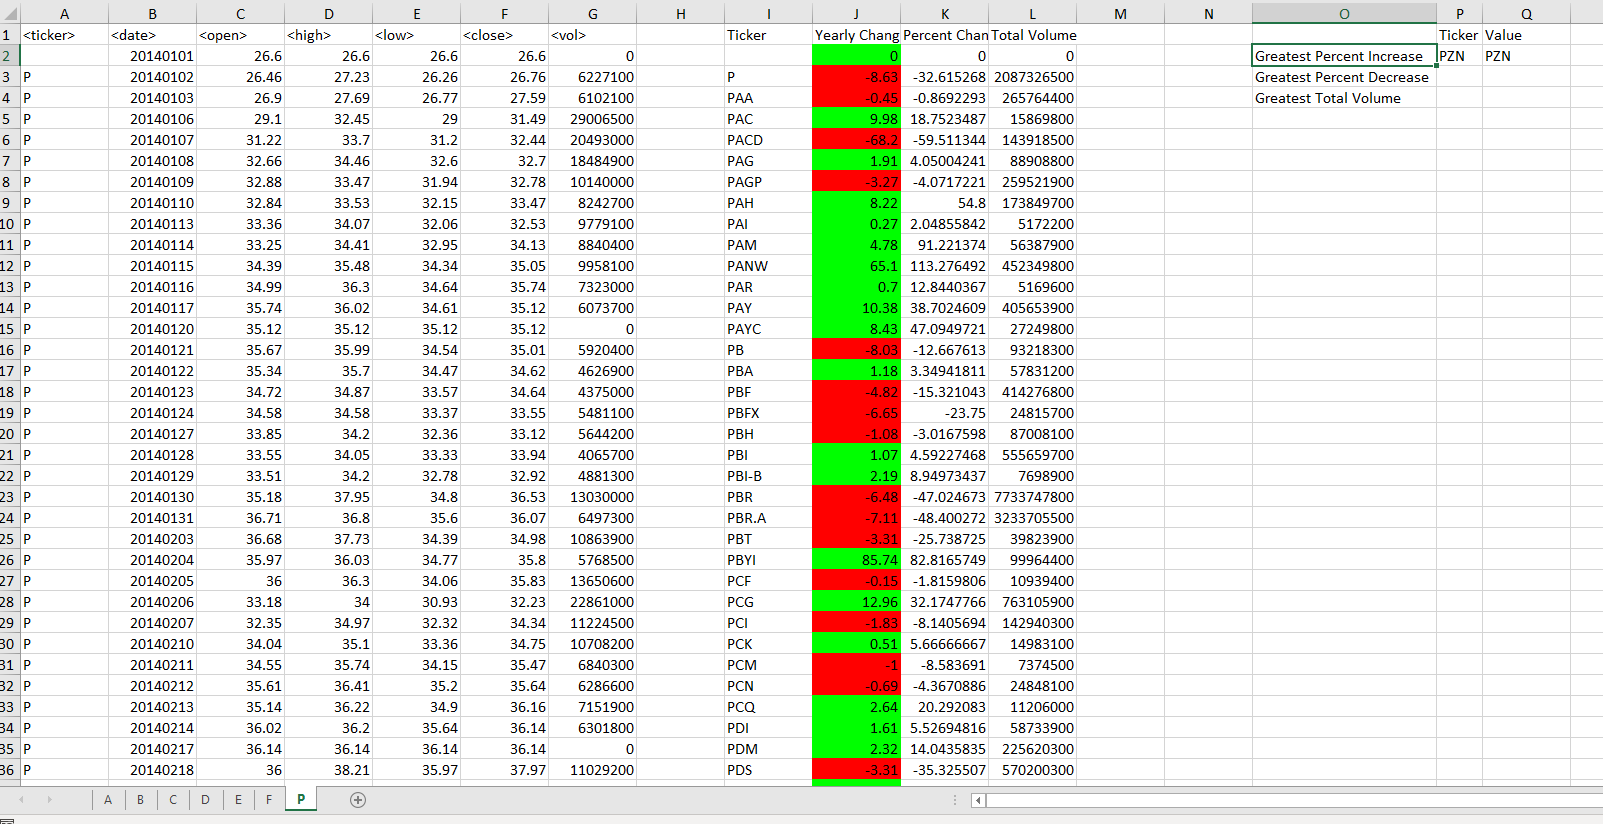 A B C D E F G H I J K L M N O P Q
1 <ticker> <date> <open> <high> <low> <close> <vol> Ticker Yearly Chang Percent Chan Total Volume Ticker Value
2 20140101 26.6 26.6 26.6 26.6 0 0 0 0 Greatest Percent Increase PZN PZN
3 P 20140102 26.46 27.23 26.26 26.76 6227100 P -8.63 -32.615268 2087326500 Greatest Percent Decrease
4 P 20140103 26.9 27.69 26.77 27.59 6102100 PAA -0.45 -0.8692293 265764400 Greatest Total Volume
5 P 20140106 29.1 32.45 29 31.49 29006500 PAC 9.98 18.7523487 15869800
6 P 20140107 31.22 33.7 31.2 32.44 20493000 PACD -68.2 -59.511344 143918500
7 P 20140108 32.66 34.46 32.6 32.7 18484900 PAG 1.91 4.05004241 88908800
8 P 20140109 32.88 33.47 31.94 32.78 10140000 PAGP -3.27 -4.0717221 259521900
9 P 20140110 32.84 33.53 32.15 33.47 8242700 PAH 8.22 54.8 173849700
10 P 20140113 33.36 34.07 32.06 32.53 9779100 PAI 0.27 2.04855842 5172200
11 P 20140114 33.25 34.41 32.95 34.13 8840400 PAM 4.78 91.221374 56387900
12 P 20140115 34.39 35.48 34.34 35.05 9958100 PANW 65.1 113.276492 452349800
13 P 20140116 34.99 36.3 34.64 35.74 7323000 PAR 0.7 12.8440367 5169600
14 P 20140117 35.74 36.02 34.61 35.12 6073700 PAY 10.38 38.7024609 405653900
15 P 20140120 35.12 35.12 35.12 35.12 0 PAYC 8.43 47.0949721 27249800
16 P 20140121 35.67 35.99 34.54 35.01 5920400 PB -8.03 -12.667613 93218300
17 P 20140122 35.34 35.7 34.47 34.62 4626900 PBA 1.18 3.34941811 57831200
18 P 20140123 34.72 34.87 33.57 34.64 4375000 PBF -4.82 -15.321043 414276800
19 P 20140124 34.58 34.58 33.37 33.55 5481100 PBFX -6.65 -23.75 24815700
20 P 20140127 33.85 34.2 32.36 33.12 5644200 PBH -1.08 -3.0167598 87008100
21 P 20140128 33.55 34.05 33.33 33.94 4065700 PBI 1.07 4.59227468 555659700
22 P 20140129 33.51 34.2 32.78 32.92 4881300 PBI-B 2.19 8.94973437 7698900
23 P 20140130 35.18 37.95 34.8 36.53 13030000 PBR -6.48 -47.024673 7733747800
24 P 20140131 36.71 36.8 35.6 36.07 6497300 PBR.A -7.11 -48.400272 3233705500
25 P 20140203 36.68 37.73 34.39 34.98 10863900 PBT -3.31 -25.738725 39823900
26 P 20140204 35.97 36.03 34.77 35.8 5768500 PBYI 85.74 82.8165749 99964400
27 P 20140205 36 36.3 34.06 35.83 13650600 PCF -0.15 -1.8159806 10939400
28 P 20140206 33.18 34 30.93 32.23 22861000 PCG 12.96 32.1747766 763105900
29 P 20140207 32.35 34.97 32.32 34.34 11224500 PCI -1.83 -8.1405694 142940300
30 P 20140210 34.04 35.1 33.36 34.75 10708200 PCK 0.51 5.66666667 14983100
31 P 20140211 34.55 35.74 34.15 35.47 6840300 PCM -1 -8.583691 7374500
32 P 20140212 35.61 36.41 35.2 35.64 6286600 PCN -0.69 -4.3670886 24848100
33 P 20140213 35.14 36.22 34.9 36.16 7151900 PCQ 2.64 20.292083 11206000
34 P 20140214 36.02 36.2 35.64 36.14 6301800 PDI 1.61 5.52694816 58733900
35 P 20140217 36.14 36.14 36.14 36.14 0 PDM 2.32 14.0435835 225620300
36 P 20140218 36 38.21 35.97 37.97 11029200 PDS -3.31 -35.325507 570200300
A B C D E F P